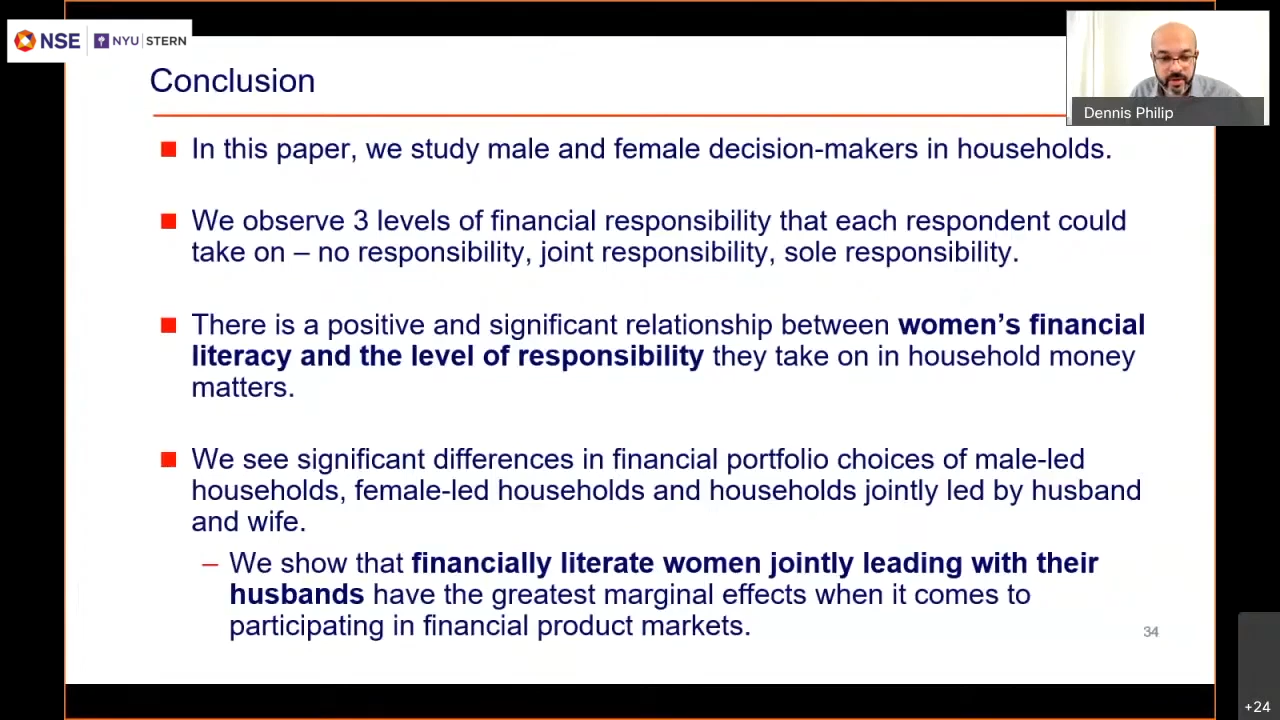 NSE NYU STERN
Dennis Philip
Conclusion
In this paper, we study male and female decision-makers in households.
We observe 3 levels of financial responsibility that each respondent could
take on – no responsibility, joint responsibility, sole responsibility.
There is a positive and significant relationship between women’s financial
literacy and the level of responsibility they take on in household money
matters.
We see significant differences in financial portfolio choices of male-led
households, female-led households and households jointly led by husband
and wife.
– We show that financially literate women jointly leading with their
husbands have the greatest marginal effects when it comes to
participating in financial product markets.
34
+24